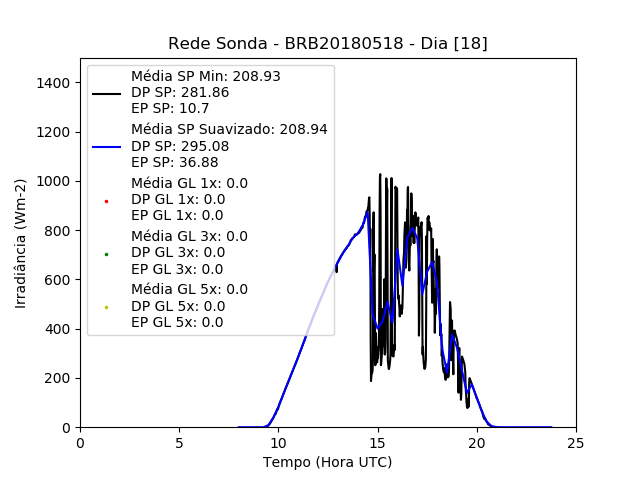 Rede Sonda - BRB20180518 - Dia [18]
Irradiância (Wm-2)
1400
1200
1000
800
600
400
200
0
Média SP Min: 208.93
DP SP: 281.86
EP SP: 10.7
Média SP Suavizado: 208.94
DP SP: 295.08
EP SP: 36.88
Média GL 1x: 0.0
DP GL 1x: 0.0
EP GL 1x: 0.0
Média GL 3x: 0.0
DP GL 3x: 0.0
EP GL 3x: 0.0
Média GL 5x: 0.0
DP GL 5x: 0.0
EP GL 5x: 0.0
0 5 10 15 20 25
Tempo (Hora UTC)